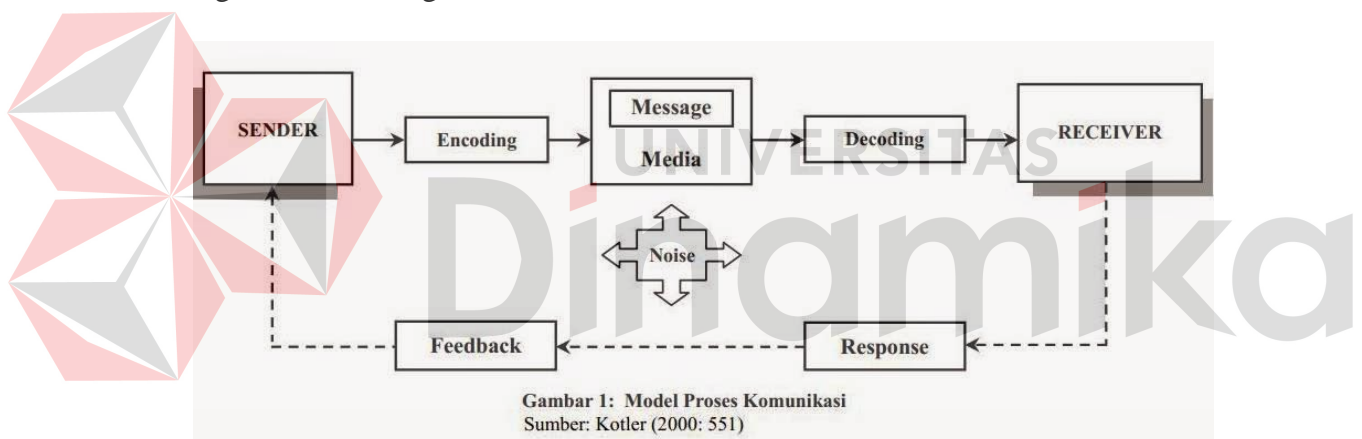 SENDER
Encoding
Message
Media
Decoding
RECEIVER
UNIVERSITAS
Dinamika
Noise
Feedback
Response
Gambar 1: Model Proses Komunikasi
Sumber: Kotler (2000: 551)